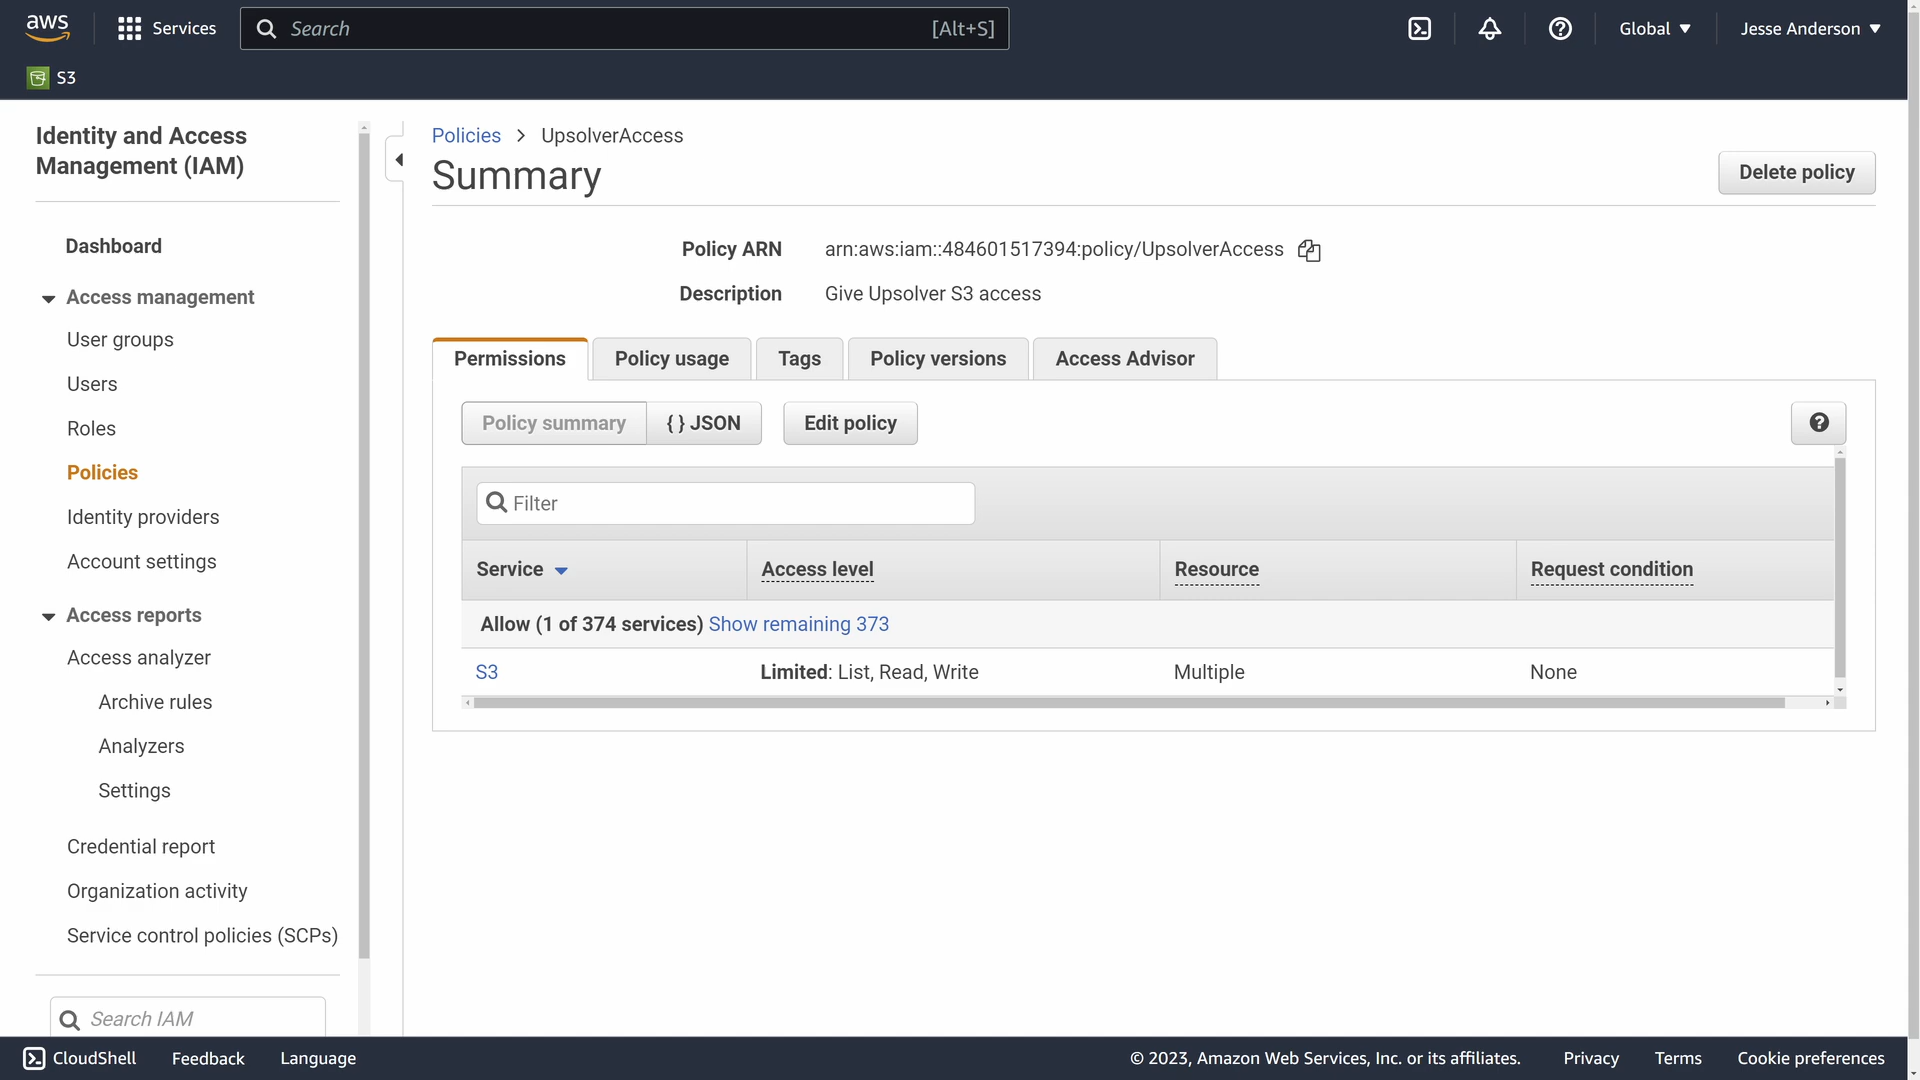 aws
Services
Search
[Alt+S]
Global
Jesse Anderson
S3
Identity and Access
Management (IAM)
Dashboard
Access management
User groups
Users
Roles
Policies
Identity providers
Account settings
Access reports
Access analyzer
Archive rules
Analyzers
Settings
Credential report
Organization activity
Service control policies (SCPs)
Search IAM
Policies > UpsolverAccess
Summary
Delete policy
Policy ARN arn:aws:iam::484601517394:policy/UpsolverAccess
Description Give Upsolver S3 access
Permissions Policy usage Tags Policy versions Access Advisor
Policy summary { } JSON Edit policy
Filter
Service Access level Resource Request condition
Allow (1 of 374 services) Show remaining 373
S3 Limited: List, Read, Write Multiple None
CloudShell Feedback Language © 2023, Amazon Web Services, Inc. or its affiliates. Privacy Terms Cookie preferences